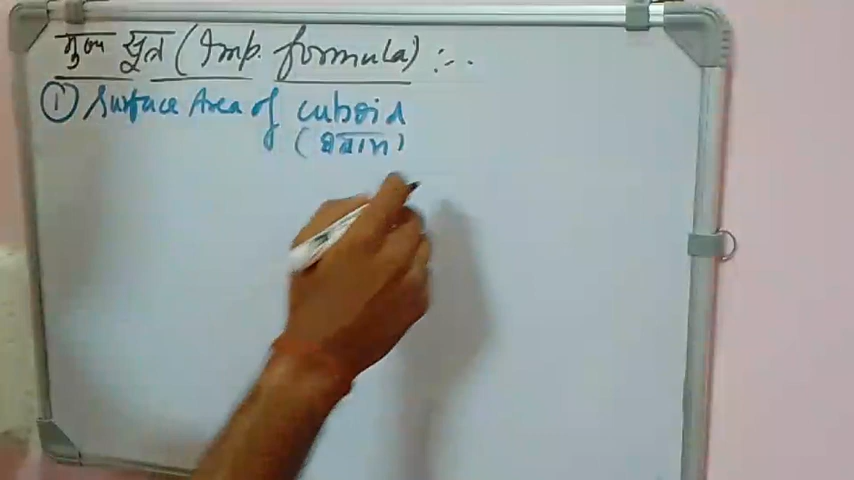 मुख्य सूत्र (Imp. formula) :-
① Surface Area of cuboid
(घनाभ)